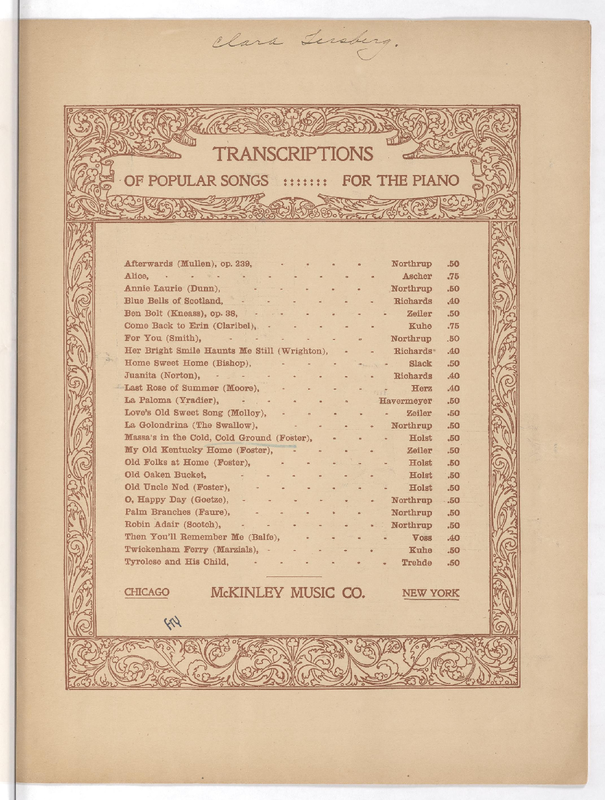 Clara
TRANSCRIPTIONS
OF POPULAR SONGS ::::::: FOR THE PIANO
Afterwards (Mullen), op. 239, - - - - Northrup .50
Alice, - - - - - - - - - - Ascher .75
Annie Laurie (Dunn), - - - - - - - Northrup .50
Blue Bells of Scotland, - - - - - - - Richards .40
Ben Bolt (Kneass), op. 38, - - - - - - - Zeiler .50
Come Back to Erin (Claribel), - - - - - - Kuhe .75
For You (Smith), - - - - - - - Northrup .50
Her Bright Smile Haunts Me Still (Wrighton), - - - Richards .40
Home Sweet Home (Bishop), - - - - - - Slack .50
Juanita (Norton), - - - - - - - - Richards .40
Last Rose of Summer (Moore), - - - - - - Herz .40
La Paloma (Yradier), - - - - - - - Havermeyer .50
Love's Old Sweet Song (Molloy), - - - - - Zeiler .50
La Golondrina (The Swallow), - - - - - Northrup .50
Massa's in the Cold, Cold Ground (Foster), - - - - Holst .50
My Old Kentucky Home (Foster), - - - - - Zeiler .50
Old Folks at Home (Foster), - - - - - - Holst .50
Old Oaken Bucket, - - - - - - - - Holst .50
Old Uncle Ned (Foster), - - - - - - - Holst .50
O, Happy Day (Goetze), - - - - - - - Northrup .50
Palm Branches (Faure), - - - - - - - Northrup .50
Robin Adair (Scotch), - - - - - - - Northrup .50
Then You'll Remember Me (Balfe), - - - - - Voss .40
Twickenham Ferry (Marzials), - - - - - - Kuhe .50
Tyrolese and His Child, - - - - - - - Trehde .50
CHICAGO McKINLEY MUSIC CO. NEW YORK